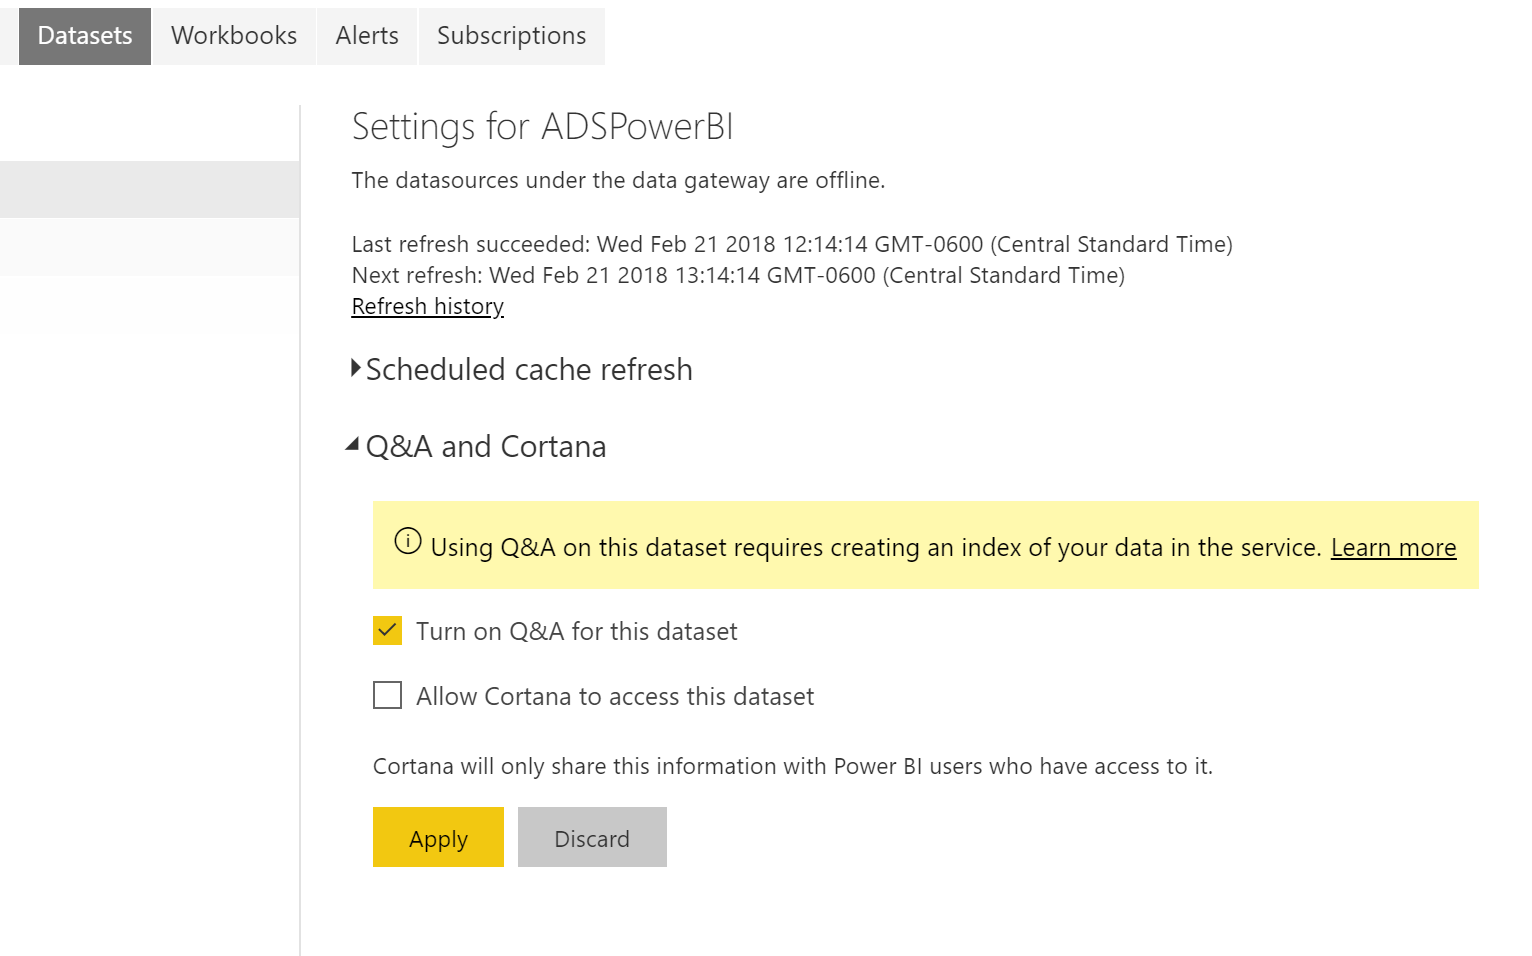 Datasets Workbooks Alerts Subscriptions
Settings for ADSPowerBI
The datasources under the data gateway are offline.
Last refresh succeeded: Wed Feb 21 2018 12:14:14 GMT-0600 (Central Standard Time)
Next refresh: Wed Feb 21 2018 13:14:14 GMT-0600 (Central Standard Time)
Refresh history
Scheduled cache refresh
Q&A and Cortana
Using Q&A on this dataset requires creating an index of your data in the service. Learn more
Turn on Q&A for this dataset
Allow Cortana to access this dataset
Cortana will only share this information with Power BI users who have access to it.
Apply Discard